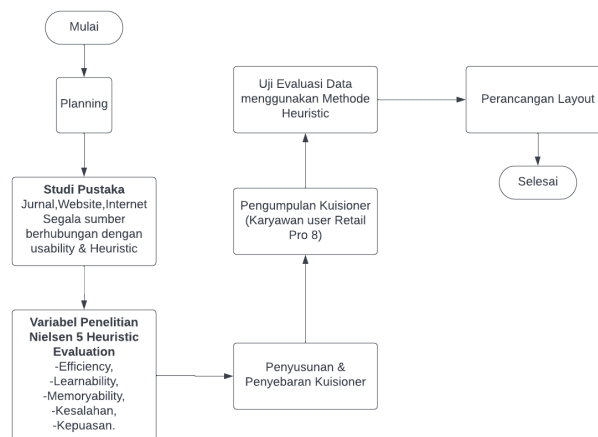 Mulai
Planning
Studi Pustaka
Jurnal,Website,Internet
Segala sumber
berhubungan dengan
usability & Heuristic
Variabel Penelitian
Nielsen 5 Heuristic
Evaluation
-Efficiency,
-Learnability,
-Memoryability,
-Kesalahan,
-Kepuasan.
Penyusunan &
Penyebaran Kuisioner
Pengumpulan Kuisioner
(Karyawan user Retail
Pro 8)
Uji Evaluasi Data
menggunakan Methode
Heuristic
Perancangan Layout
Selesai